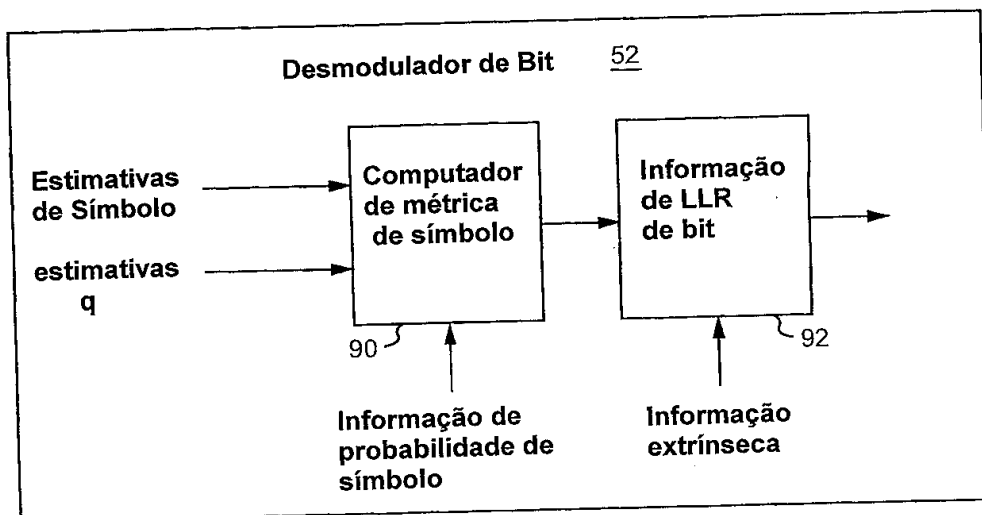 Desmodulador de Bit 52
Estimativas
de Símbolo
estimativas
q
Computador
de métrica
de símbolo
Informação
de LLR
de bit
90
92
Informação de
probabilidade de
símbolo
Informação
extrínseca